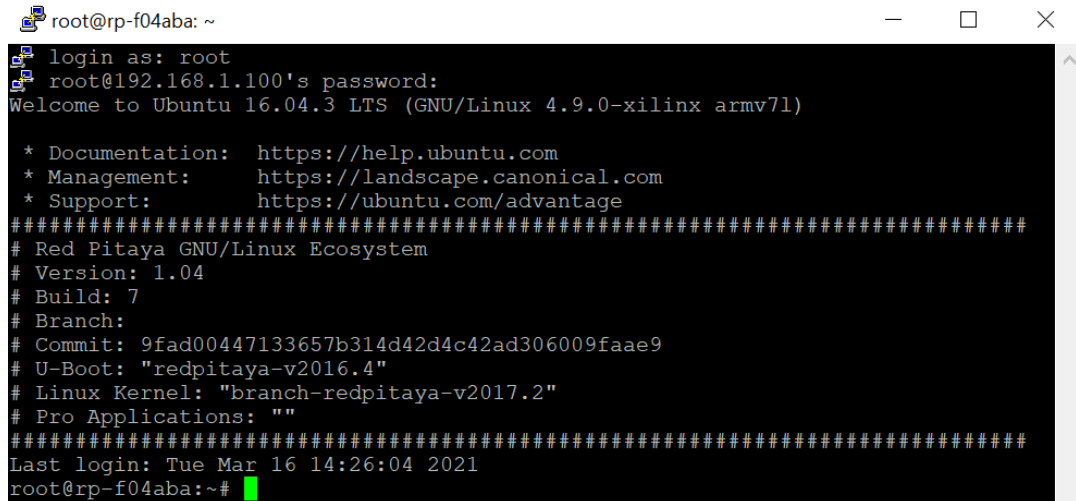 root@rp-f04aba: ~
login as: root
root@192.168.1.100's password:
Welcome to Ubuntu 16.04.3 LTS (GNU/Linux 4.9.0-xilinx armv7l)
* Documentation:  https://help.ubuntu.com
* Management:     https://landscape.canonical.com
* Support:        https://ubuntu.com/advantage
##############################################################################
# Red Pitaya GNU/Linux Ecosystem
# Version: 1.04
# Build: 7
# Branch:
# Commit: 9fad00447133657b314d42d4c42ad306009faae9
# U-Boot: "redpitaya-v2016.4"
# Linux Kernel: "branch-redpitaya-v2017.2"
# Pro Applications: ""
##############################################################################
Last login: Tue Mar 16 14:26:04 2021
root@rp-f04aba:~#